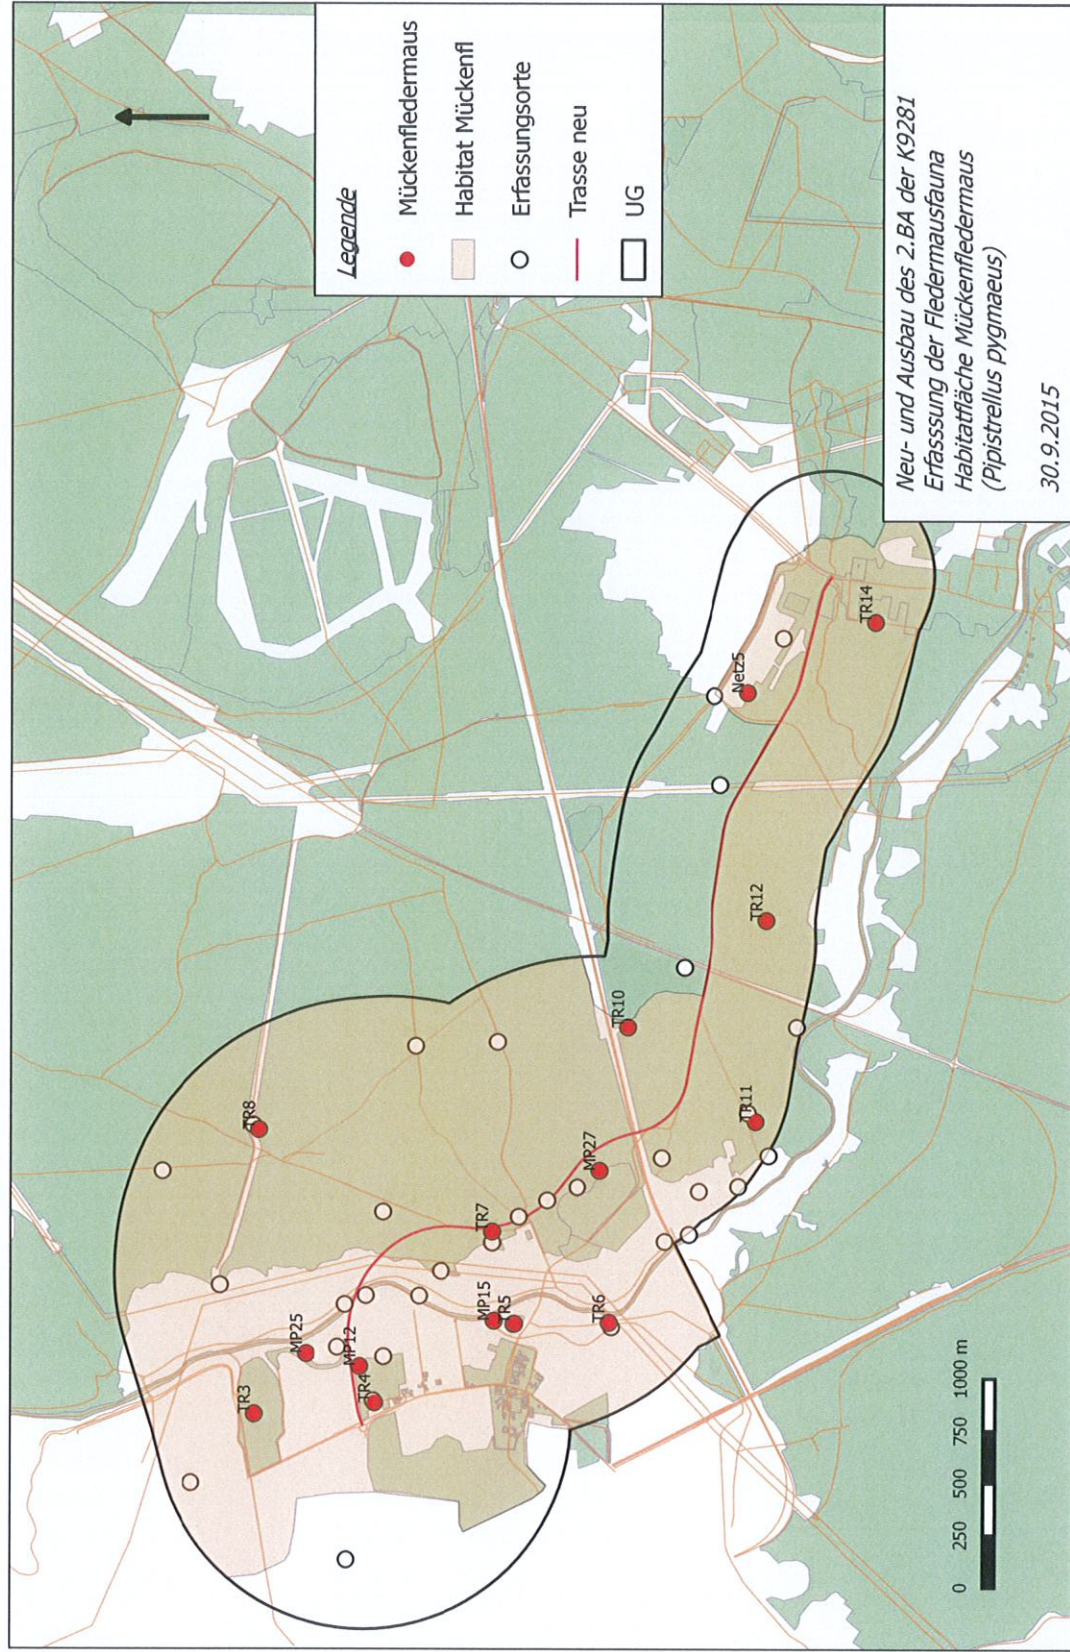 Legende
Mückenfledermaus
Habitat Mückenfl
Erfassungsorte
Trasse neu
UG
TR3
MP25
MP12
TR4
MP15
TR5
TR6
TR7
TR8
MP27
TR10
TR11
TR12
Netz5
TR14
0 250 500 750 1000 m
Neu- und Ausbau des 2.BA der K9281
Erfasssung der Fledermausfauna
Habitatfläche Mückenfledermaus
(Pipistrellus pygmaeus)
30.9.2015